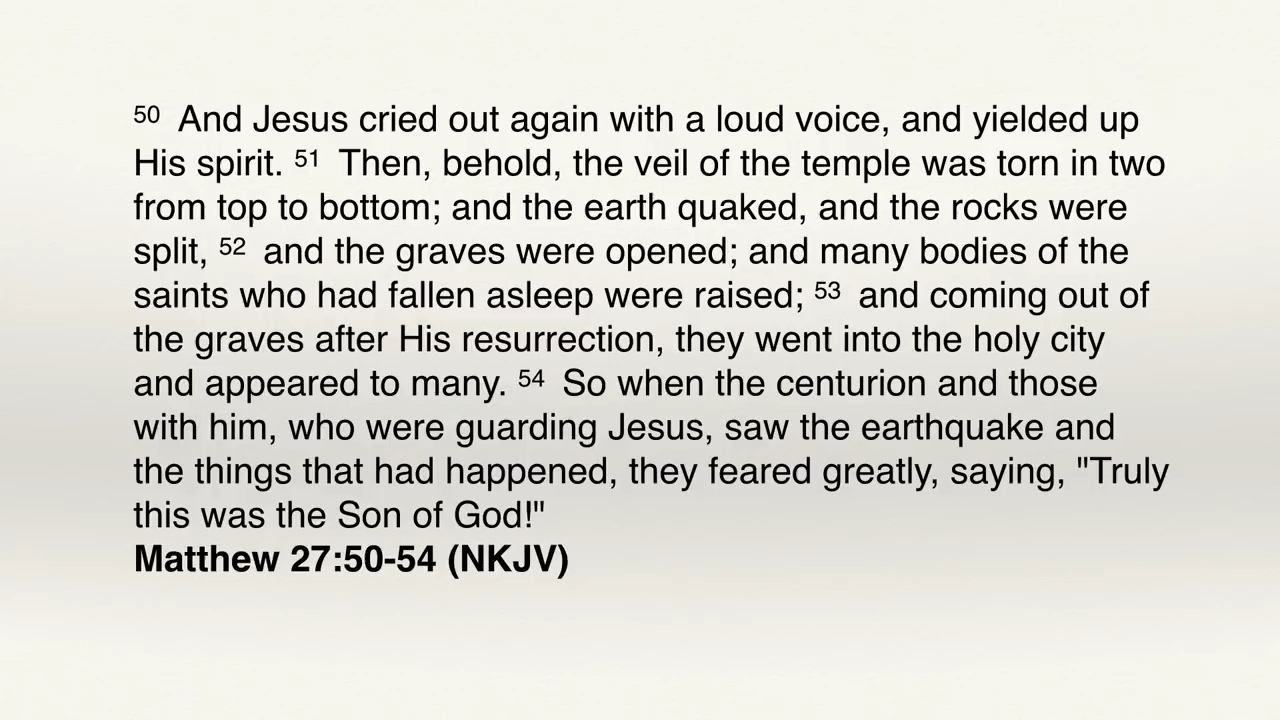 50 And Jesus cried out again with a loud voice, and yielded up
His spirit. 51 Then, behold, the veil of the temple was torn in two
from top to bottom; and the earth quaked, and the rocks were
split, 52 and the graves were opened; and many bodies of the
saints who had fallen asleep were raised; 53 and coming out of
the graves after His resurrection, they went into the holy city
and appeared to many. 54 So when the centurion and those
with him, who were guarding Jesus, saw the earthquake and
the things that had happened, they feared greatly, saying, "Truly
this was the Son of God!"
Matthew 27:50-54 (NKJV)